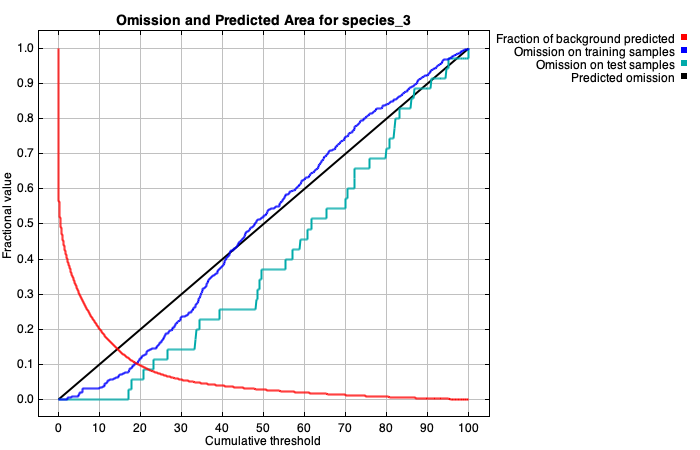 Omission and Predicted Area for species_3
Fraction of background predicted
Omission on training samples
Omission on test samples
Predicted omission
Fractional value
1.0
0.9
0.8
0.7
0.6
0.5
0.4
0.3
0.2
0.1
0.0
0 10 20 30 40 50 60 70 80 90 100
Cumulative threshold